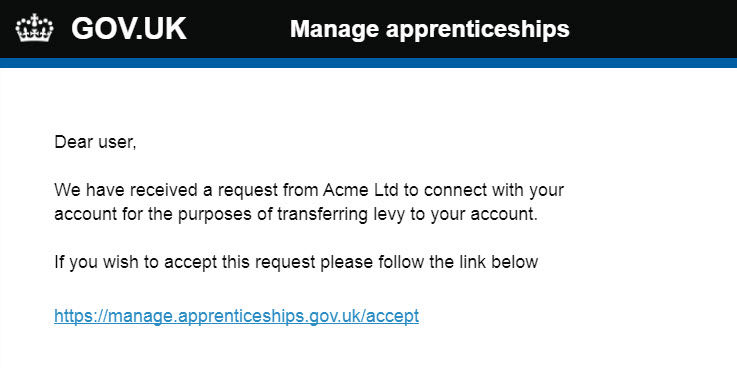 GOV.UK Manage apprenticeships
Dear user,
We have received a request from Acme Ltd to connect with your
account for the purposes of transferring levy to your account.
If you wish to accept this request please follow the link below
https://manage.apprenticeships.gov.uk/accept